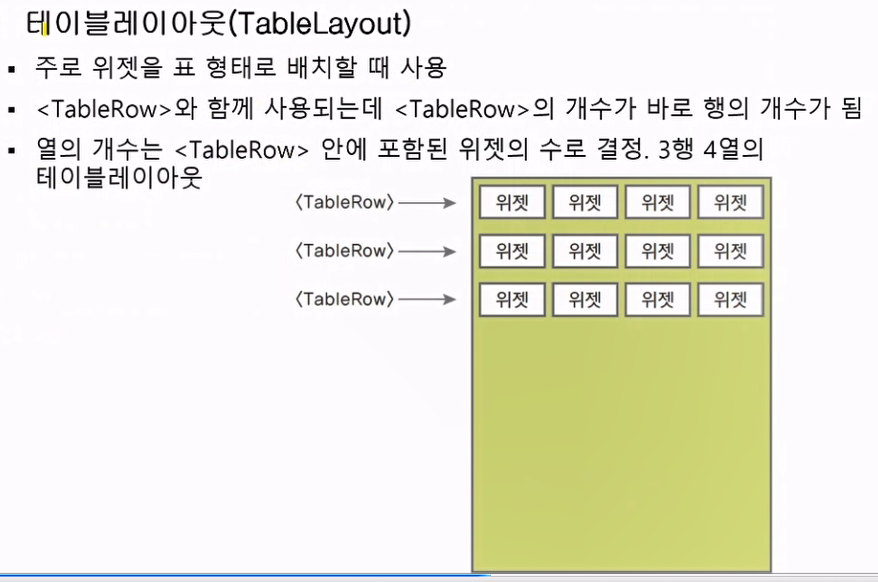 테이블레이아웃(TableLayout)
▪ 주로 위젯을 표 형태로 배치할 때 사용
▪ <TableRow>와 함께 사용되는데 <TableRow>의 개수가 바로 행의 개수가 됨
▪ 열의 개수는 <TableRow> 안에 포함된 위젯의 수로 결정. 3행 4열의
테이블레이아웃
〈TableRow〉 위젯 위젯 위젯 위젯
〈TableRow〉 위젯 위젯 위젯 위젯
〈TableRow〉 위젯 위젯 위젯 위젯